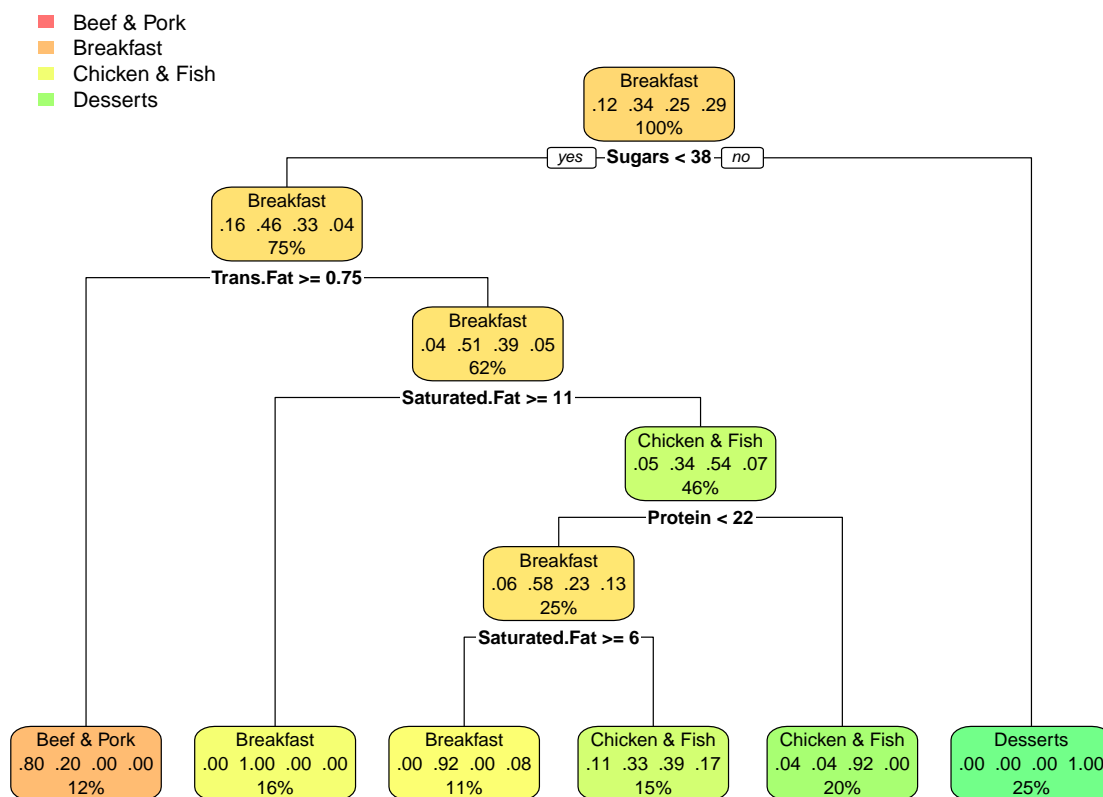 Beef & Pork
Breakfast
Chicken & Fish
Desserts
Breakfast
.12 .34 .25 .29
100%
yes Sugars < 38 no
Breakfast
.16 .46 .33 .04
75%
Trans.Fat >= 0.75
Breakfast
.04 .51 .39 .05
62%
Saturated.Fat >= 11
Chicken & Fish
.05 .34 .54 .07
46%
Protein < 22
Breakfast
.06 .58 .23 .13
25%
Saturated.Fat >= 6
Beef & Pork
.80 .20 .00 .00
12%
Breakfast
.00 1.00 .00 .00
16%
Breakfast
.00 .92 .00 .08
11%
Chicken & Fish
.11 .33 .39 .17
15%
Chicken & Fish
.04 .04 .92 .00
20%
Desserts
.00 .00 .00 1.00
25%